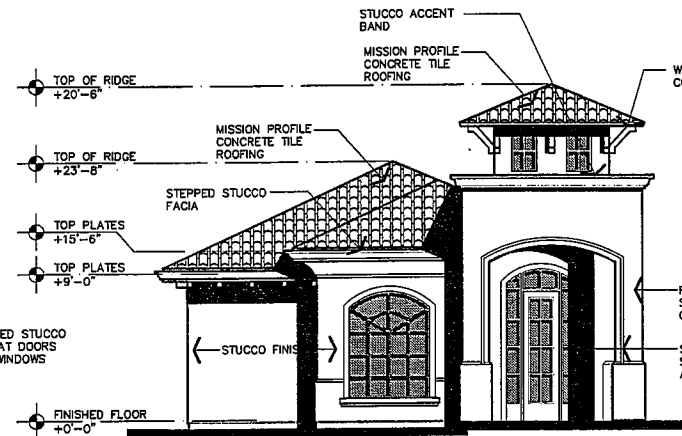 STUCCO ACCENT
BAND
MISSION PROFILE
CONCRETE TILE
ROOFING
W
CO
TOP OF RIDGE
+20'-6"
MISSION PROFILE
CONCRETE TILE
ROOFING
TOP OF RIDGE
+23'-8"
STEPPED STUCCO
FACIA
TOP PLATES
+15'-6"
TOP PLATES
+9'-0"
ED STUCCO
AT DOORS
WINDOWS
STUCCO FINIS
FINISHED FLOOR
+0'-0"